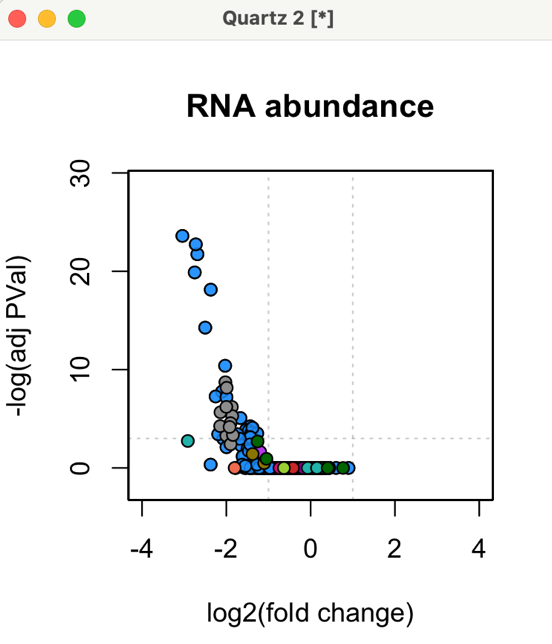 Quartz 2 [*]
RNA abundance
30
20
10
0
-log(adj PVal)
-4 -2 0 2 4
log2(fold change)